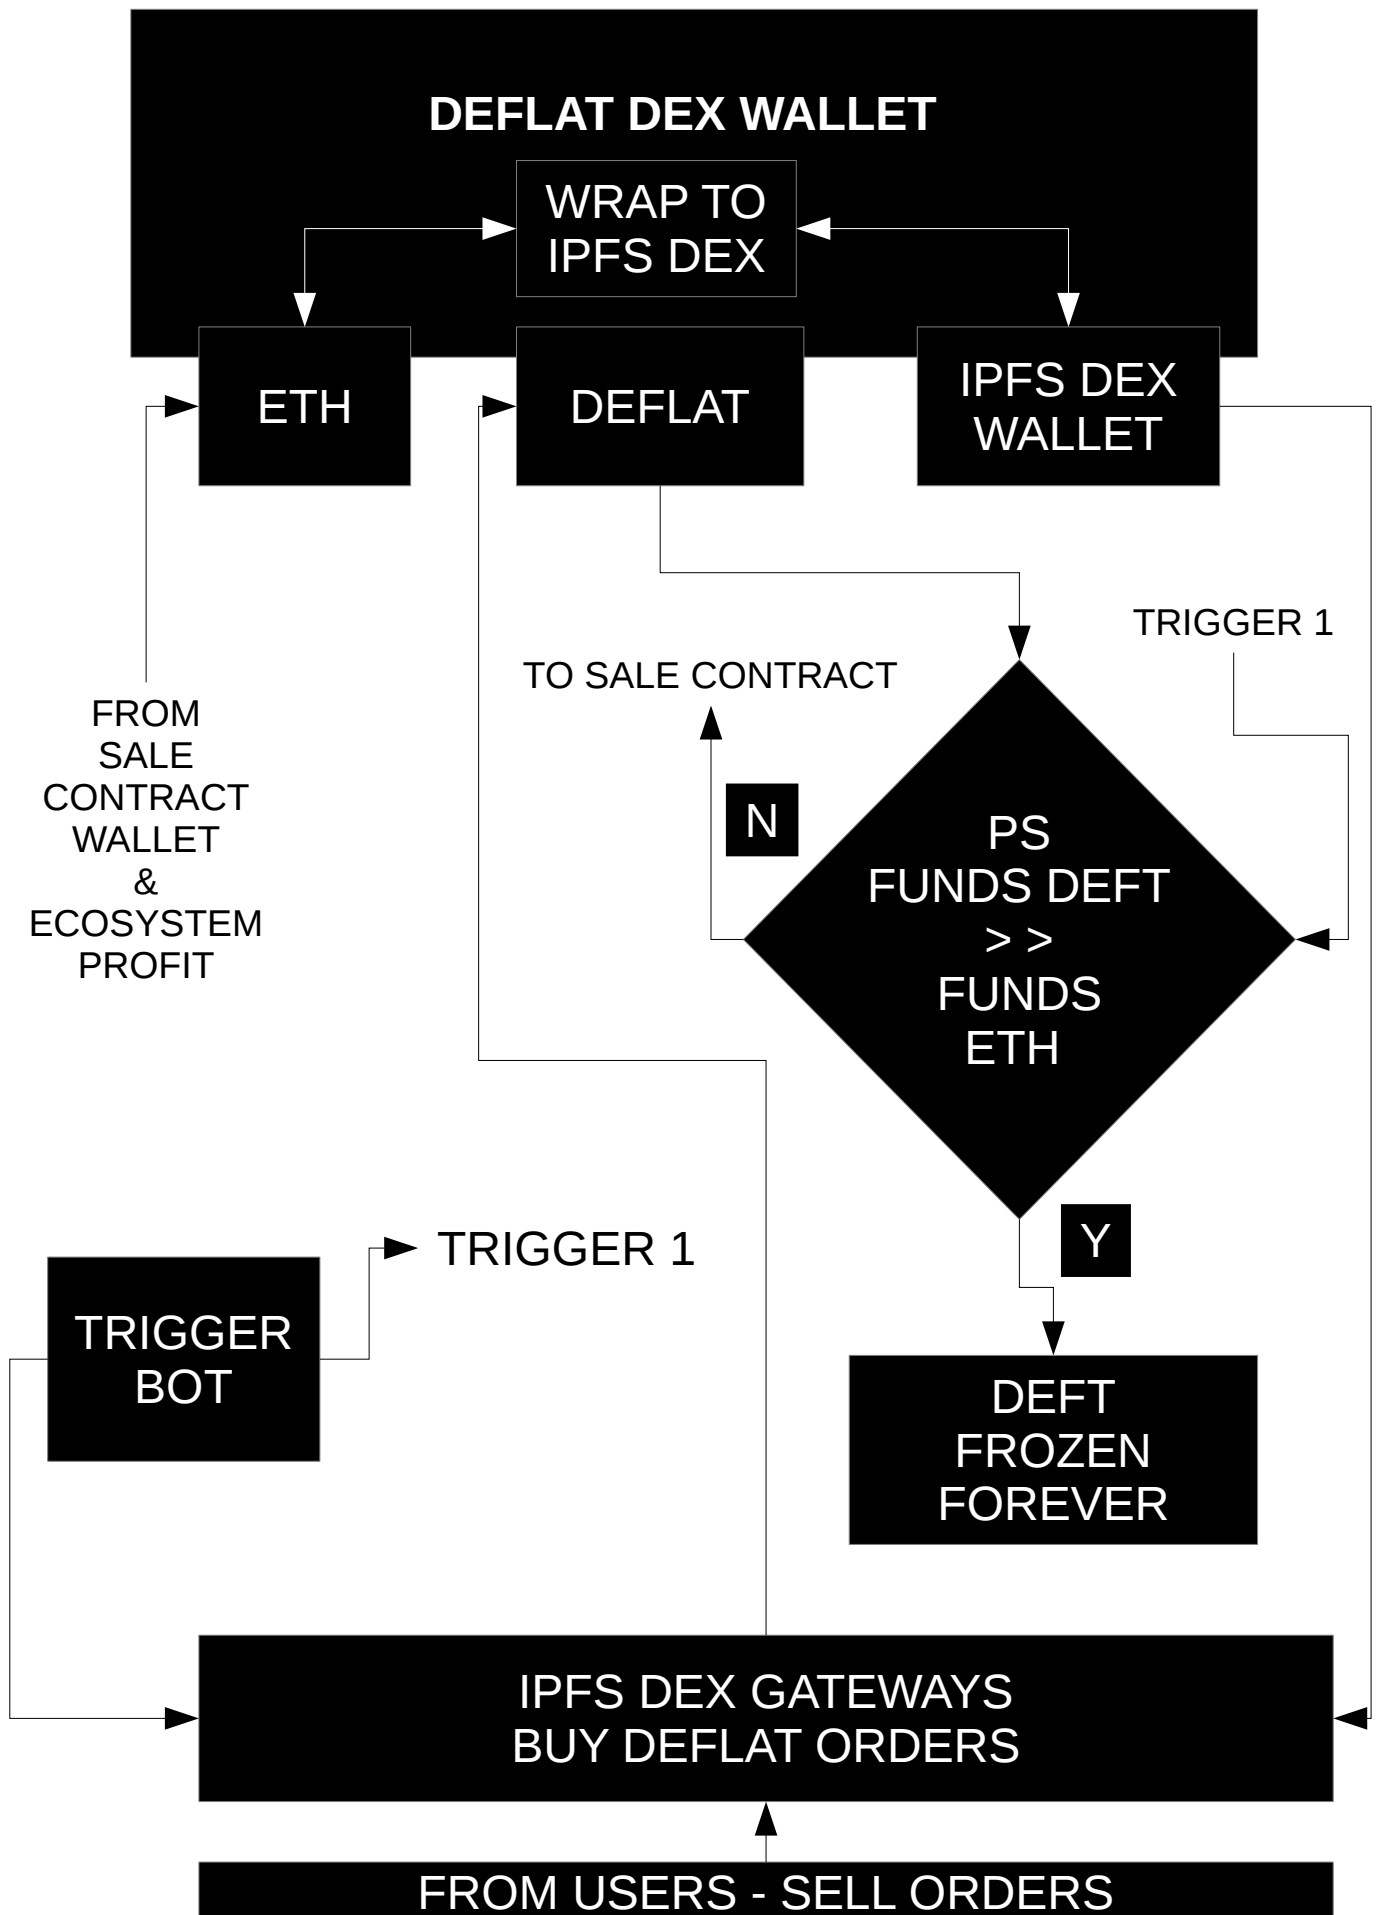 DEFLAT DEX WALLET
WRAP TO
IPFS DEX
ETH
DEFLAT
IPFS DEX
WALLET
TRIGGER 1
TO SALE CONTRACT
FROM
SALE
CONTRACT
WALLET
&
ECOSYSTEM
PROFIT
N
PS
FUNDS DEFT
> >
FUNDS
ETH
Y
TRIGGER 1
TRIGGER
BOT
DEFT
FROZEN
FOREVER
IPFS DEX GATEWAYS
BUY DEFLAT ORDERS
FROM USERS - SELL ORDERS